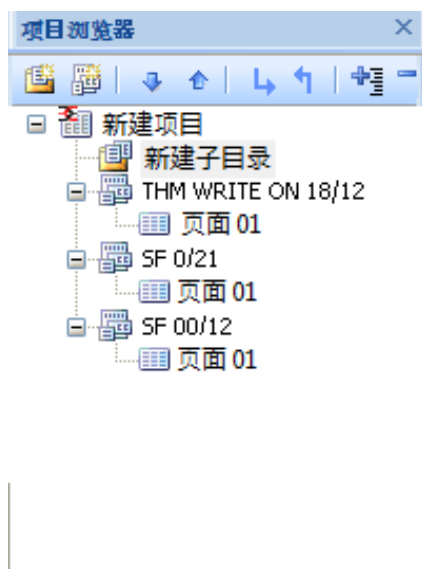 项目浏览器
新建项目
新建子目录
THM WRITE ON 18/12
页面 01
SF 0/21
页面 01
SF 00/12
页面 01